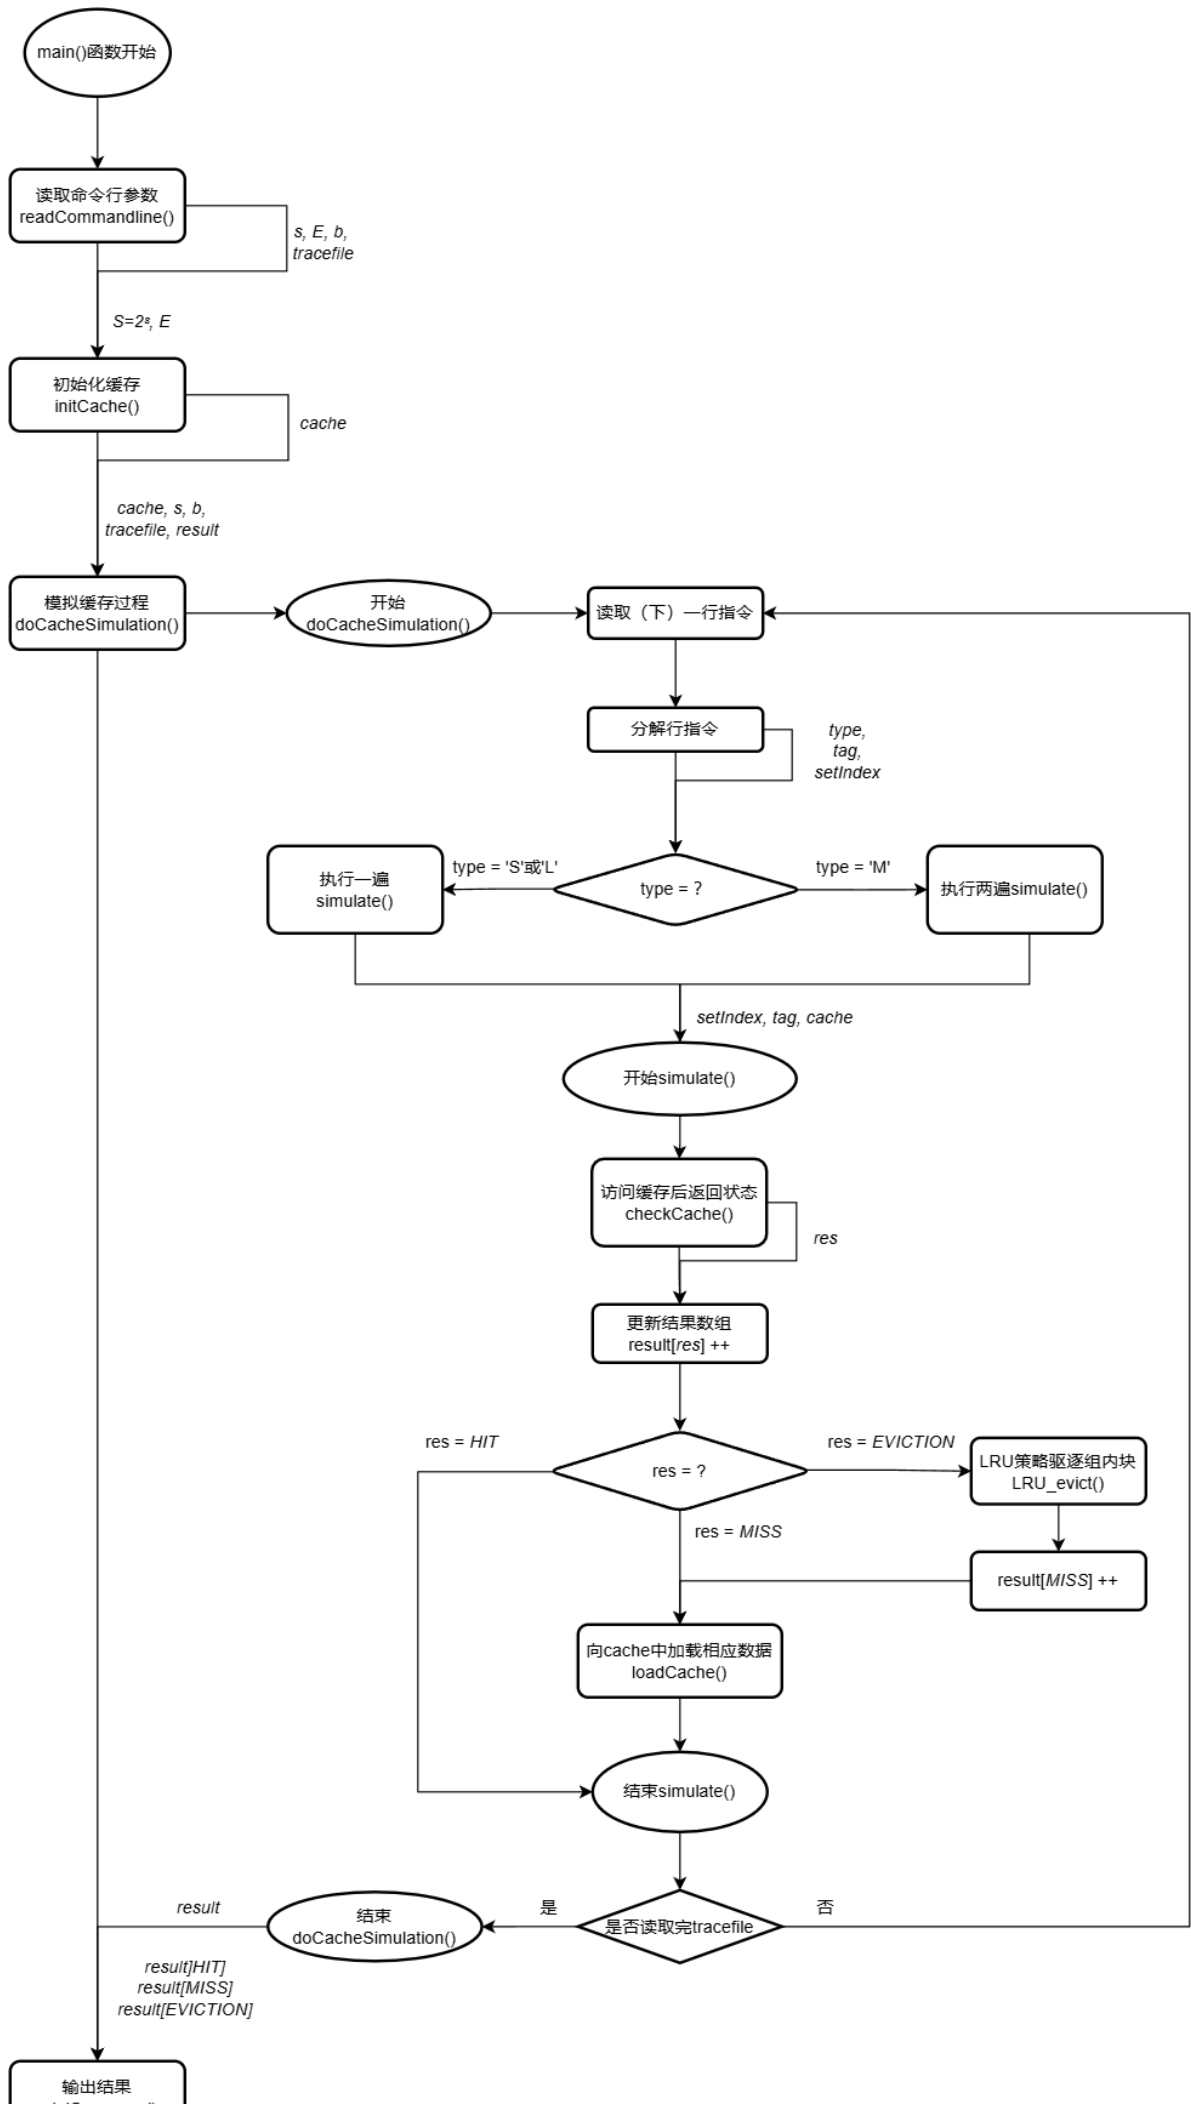 main()函数开始
读取命令行参数
readCommandline()
s, E, b,
tracefile
S=2ˢ, E
初始化缓存
initCache()
cache
cache, s, b,
tracefile, result
模拟缓存过程
doCacheSimulation()
开始
doCacheSimulation()
读取（下）一行指令
分解行指令
type,
tag,
setIndex
type = ?
type = 'S'或'L'
执行一遍
simulate()
type = 'M'
执行两遍simulate()
setIndex, tag, cache
开始simulate()
访问缓存后返回状态
checkCache()
res
更新结果数组
result[res] ++
res = ?
res = HIT
res = EVICTION
LRU策略驱逐组内块
LRU_evict()
res = MISS
result[MISS] ++
向cache中加载相应数据
loadCache()
结束simulate()
是否读取完tracefile
否
是
结束
doCacheSimulation()
result
result]HIT]
result[MISS]
result[EVICTION]
输出结果